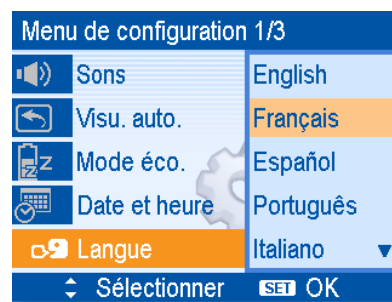 Menu de configuration 1/3
Sons
Visu. auto.
Mode éco.
Date et heure
Langue
English
Français
Español
Português
Italiano
Sélectionner SET OK